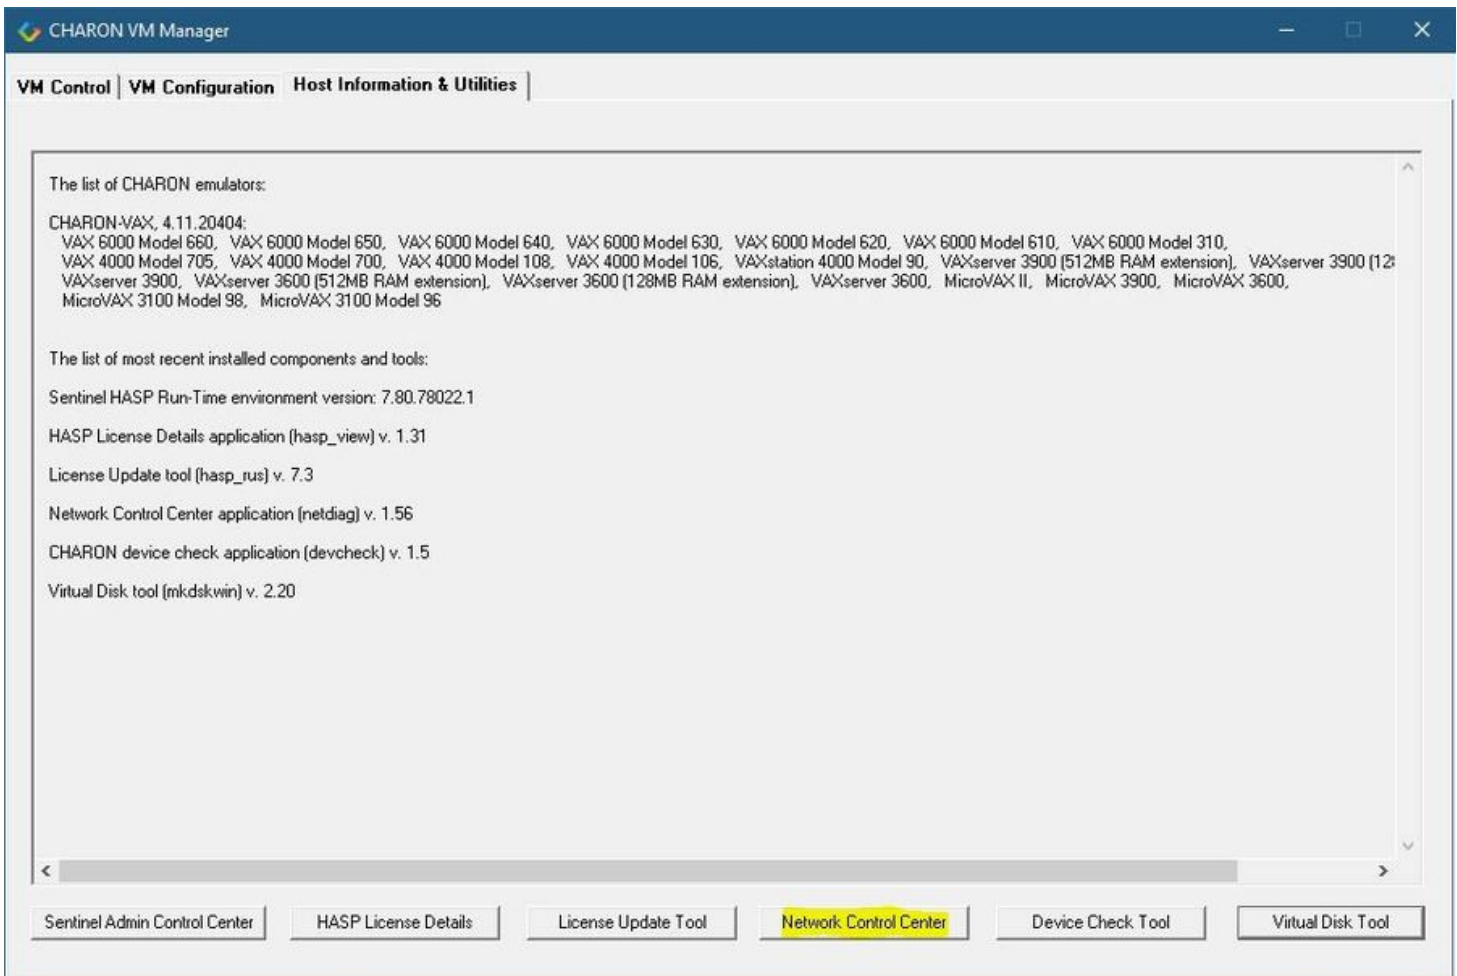 CHARON VM Manager
VM Control
VM Configuration
Host Information & Utilities
The list of CHARON emulators:
CHARON-VAX, 4.11.20404:
VAX 6000 Model 660, VAX 6000 Model 650, VAX 6000 Model 640, VAX 6000 Model 630, VAX 6000 Model 620, VAX 6000 Model 610, VAX 6000 Model 310,
VAX 4000 Model 705, VAX 4000 Model 700, VAX 4000 Model 108, VAX 4000 Model 106, VAXstation 4000 Model 90, VAXserver 3900 (512MB RAM extension), VAXserver 3900 (12
VAXserver 3900, VAXserver 3600 (512MB RAM extension), VAXserver 3600 (128MB RAM extension), VAXserver 3600, MicroVAX II, MicroVAX 3900, MicroVAX 3600,
MicroVAX 3100 Model 98, MicroVAX 3100 Model 96
The list of most recent installed components and tools:
Sentinel HASP Run-Time environment version: 7.80.78022.1
HASP License Details application (hasp_view) v. 1.31
License Update tool (hasp_rus) v. 7.3
Network Control Center application (netdiag) v. 1.56
CHARON device check application (devcheck) v. 1.5
Virtual Disk tool (mkdskwin) v. 2.20
Sentinel Admin Control Center
HASP License Details
License Update Tool
Network Control Center
Device Check Tool
Virtual Disk Tool